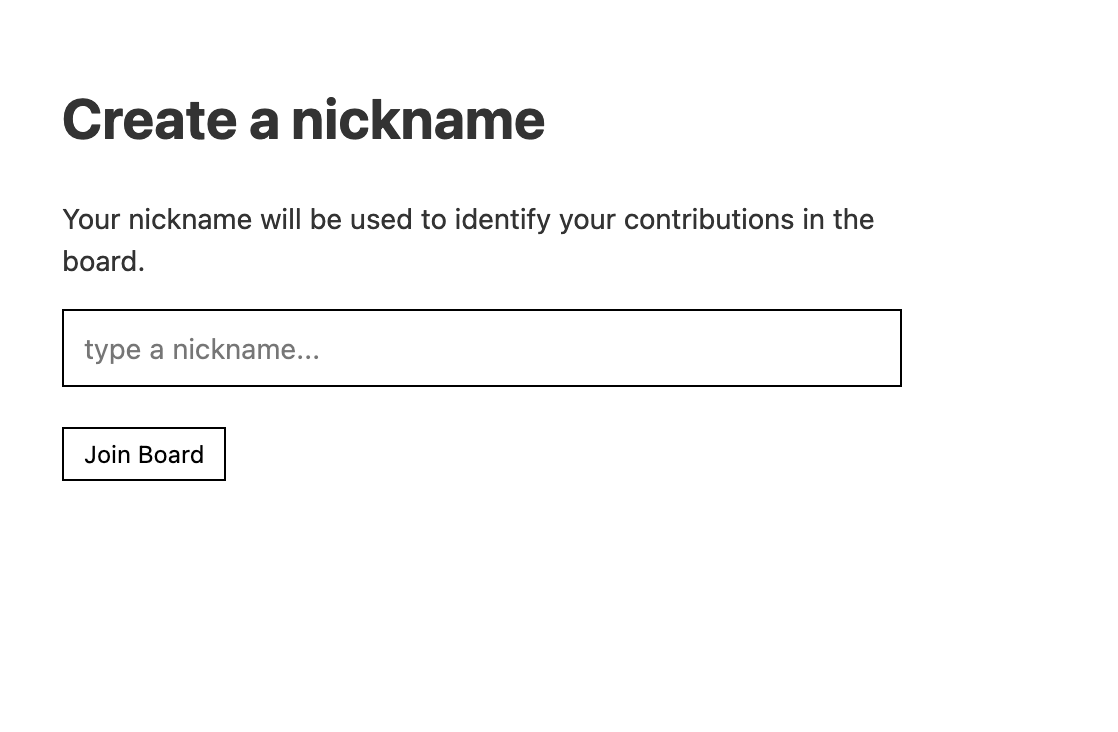 Create a nickname
Your nickname will be used to identify your contributions in the
board.
type a nickname...
Join Board